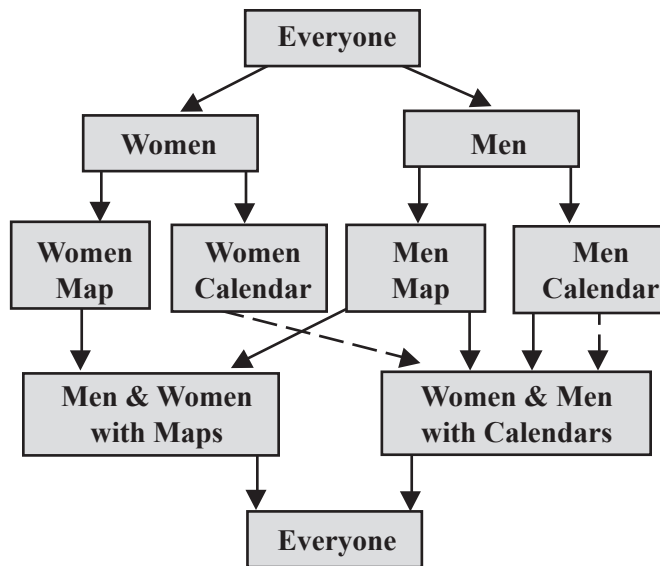 Everyone
Women
Men
Women
Map
Women
Calendar
Men
Map
Men
Calendar
Men & Women
with Maps
Women & Men
with Calendars
Everyone